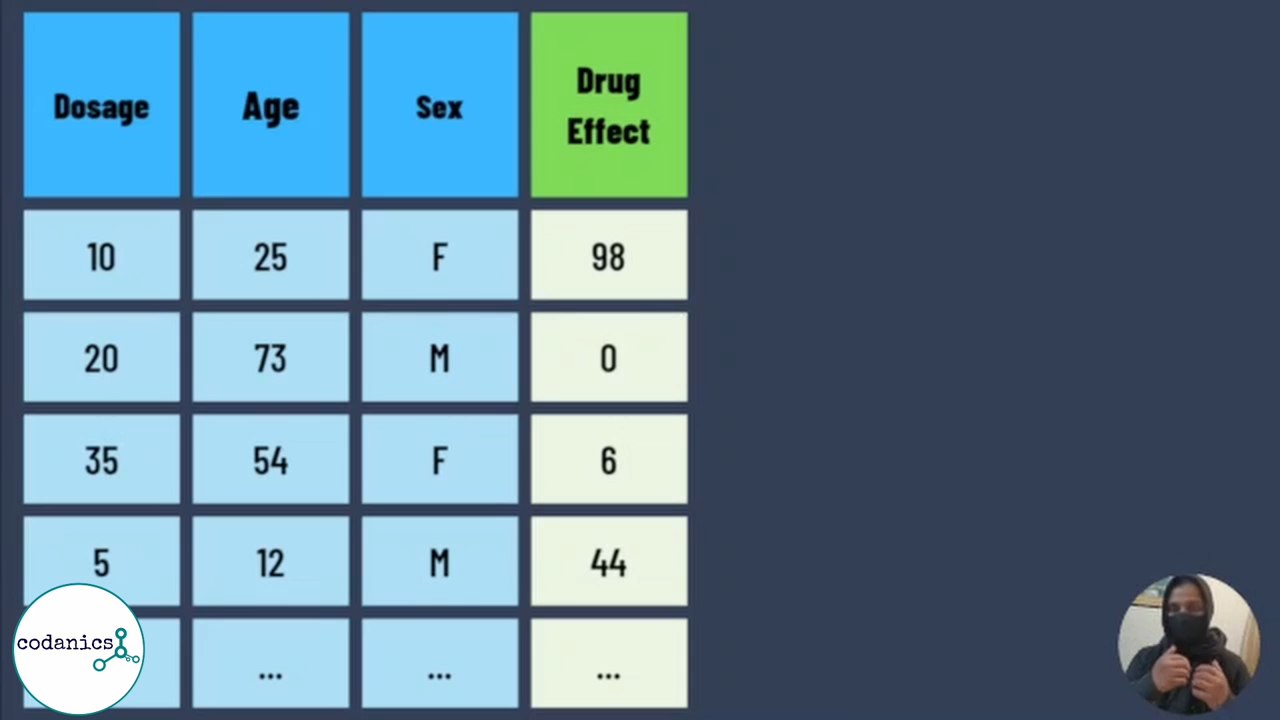 Dosage Age Sex Drug Effect
10 25 F 98
20 73 M 0
35 54 F 6
5 12 M 44
... ... ...
codanics